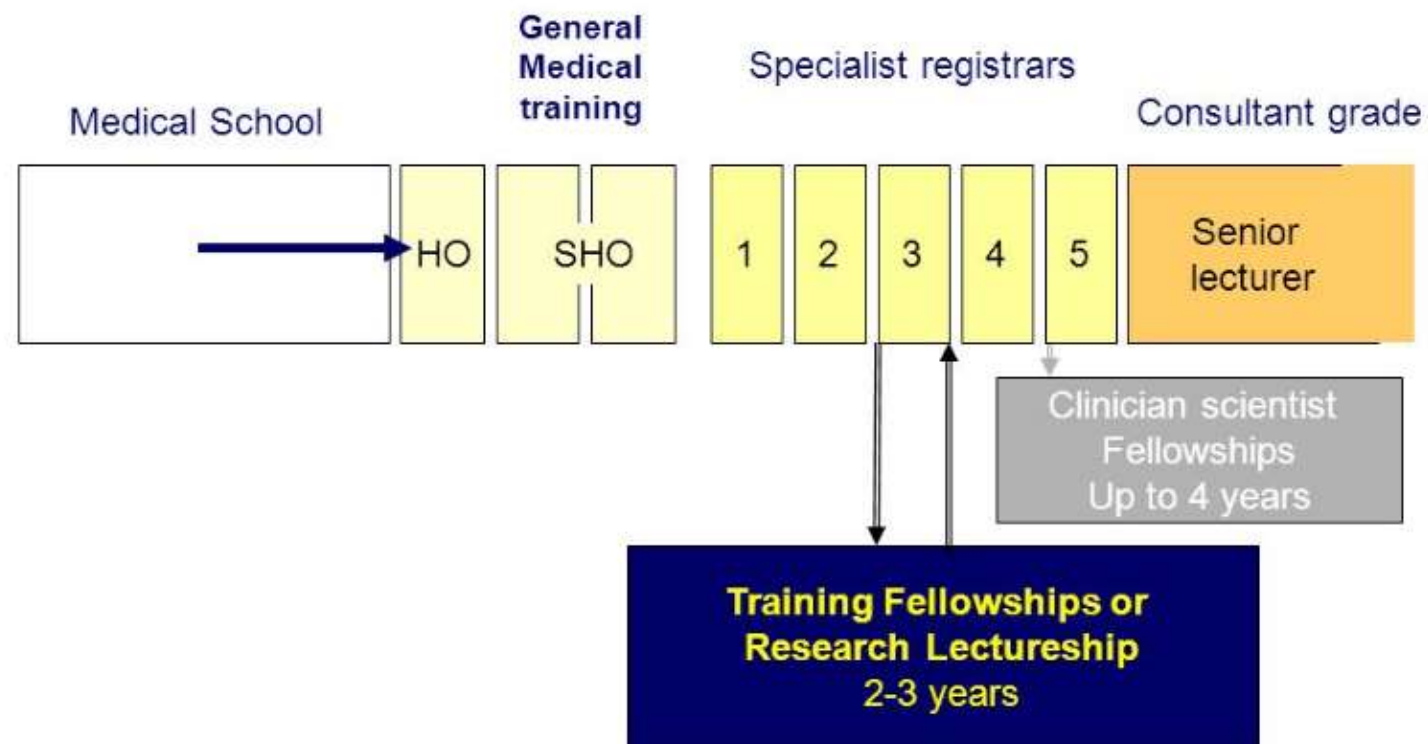 General
Medical
training
Specialist registrars
Medical School
Consultant grade
HO
SHO
1
2
3
4
5
Senior
lecturer
Clinician scientist
Fellowships
Up to 4 years
Training Fellowships or
Research Lectureship
2-3 years